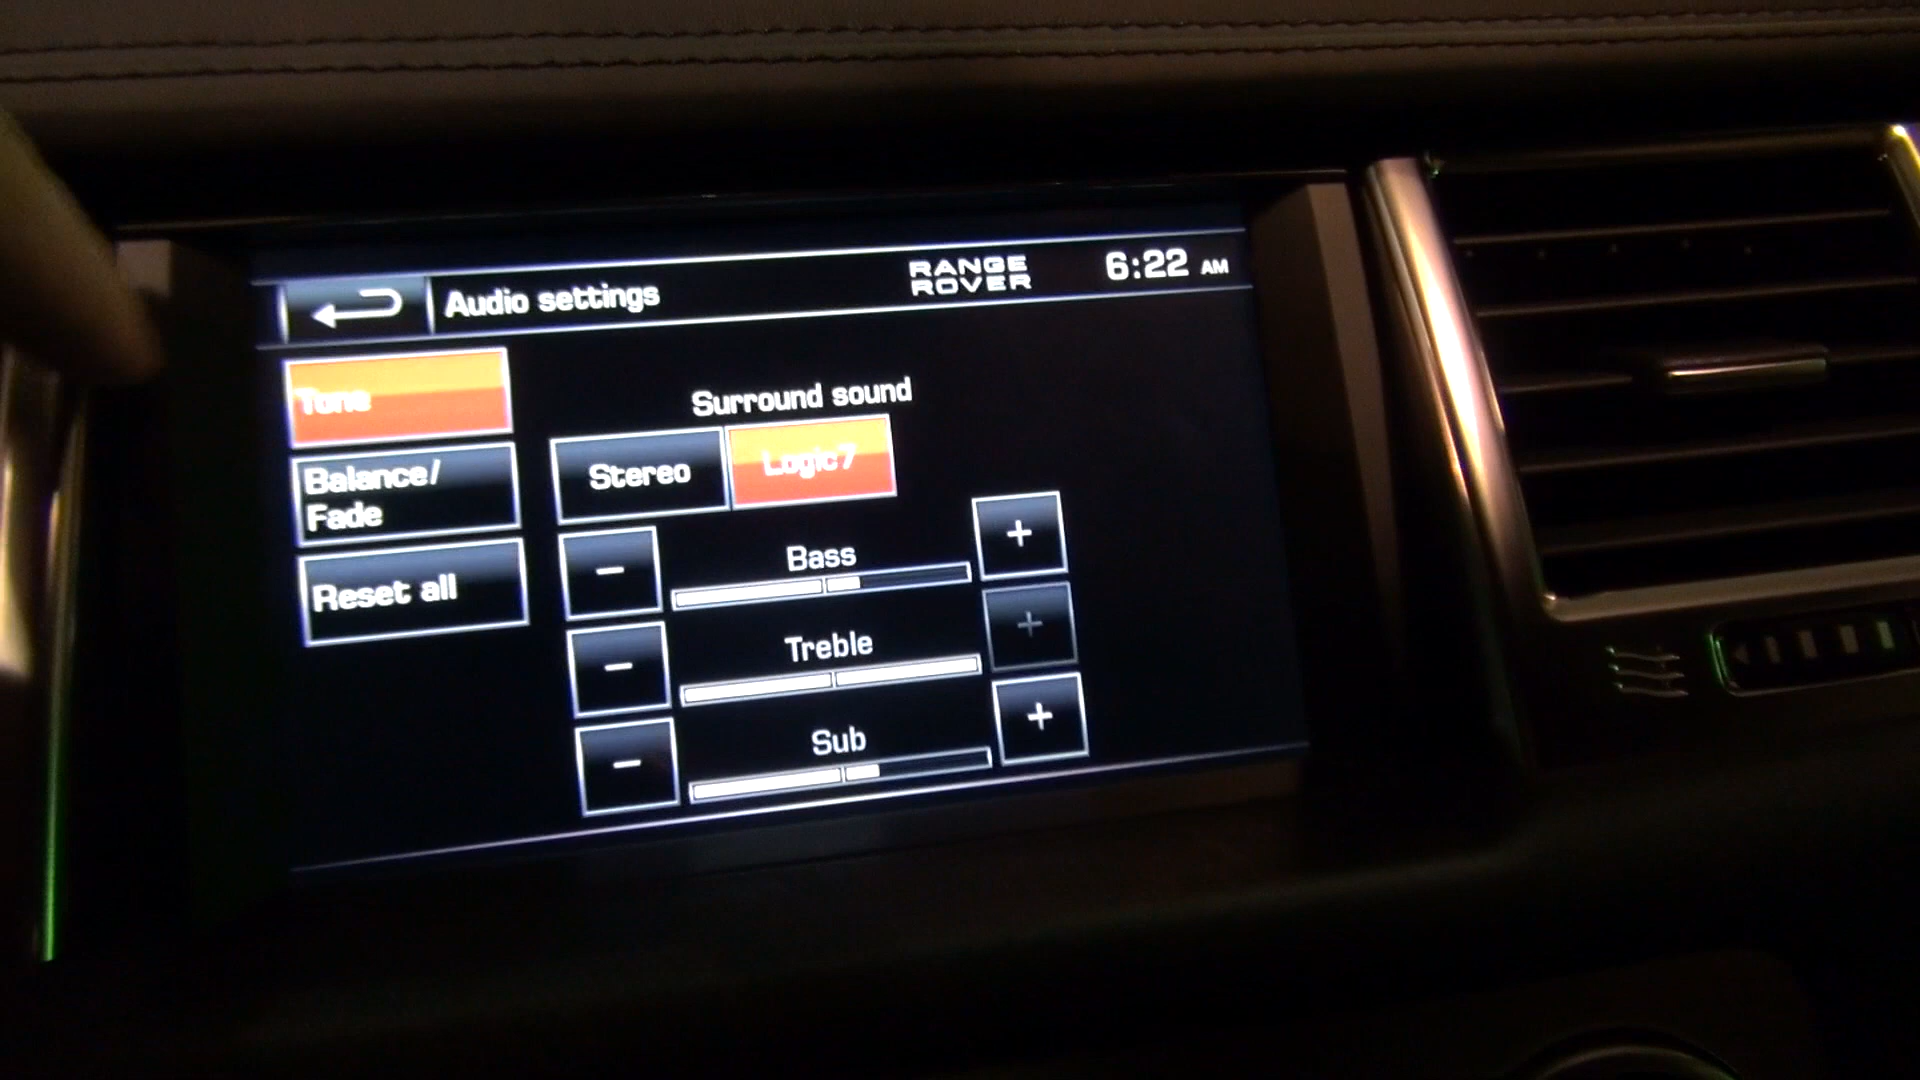 Audio settings
RANGE
ROVER
6:22 AM
Tone
Balance/
Fade
Reset all
Surround sound
Stereo
Logic7
- Bass +
- Treble +
- Sub +